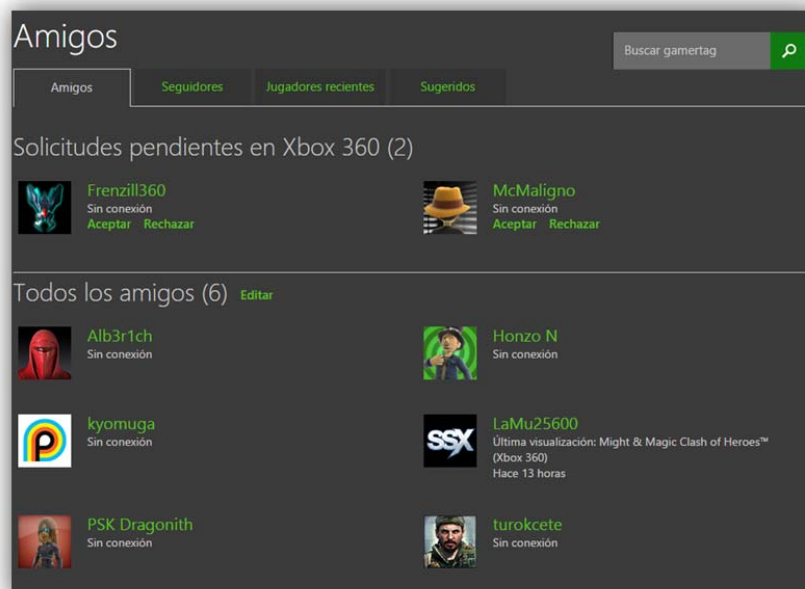 Amigos
Buscar gamertag
Amigos
Seguidores
Jugadores recientes
Sugeridos
Solicitudes pendientes en Xbox 360 (2)
Frenzill360
Sin conexión
Aceptar Rechazar
McMaligno
Sin conexión
Aceptar Rechazar
Todos los amigos (6) Editar
Alb3r1ch
Sin conexión
Honzo N
Sin conexión
kyomuga
Sin conexión
SSX
LaMu25600
Última visualización: Might & Magic Clash of Heroes™
(Xbox 360)
Hace 13 horas
PSK Dragonith
Sin conexión
turokcete
Sin conexión